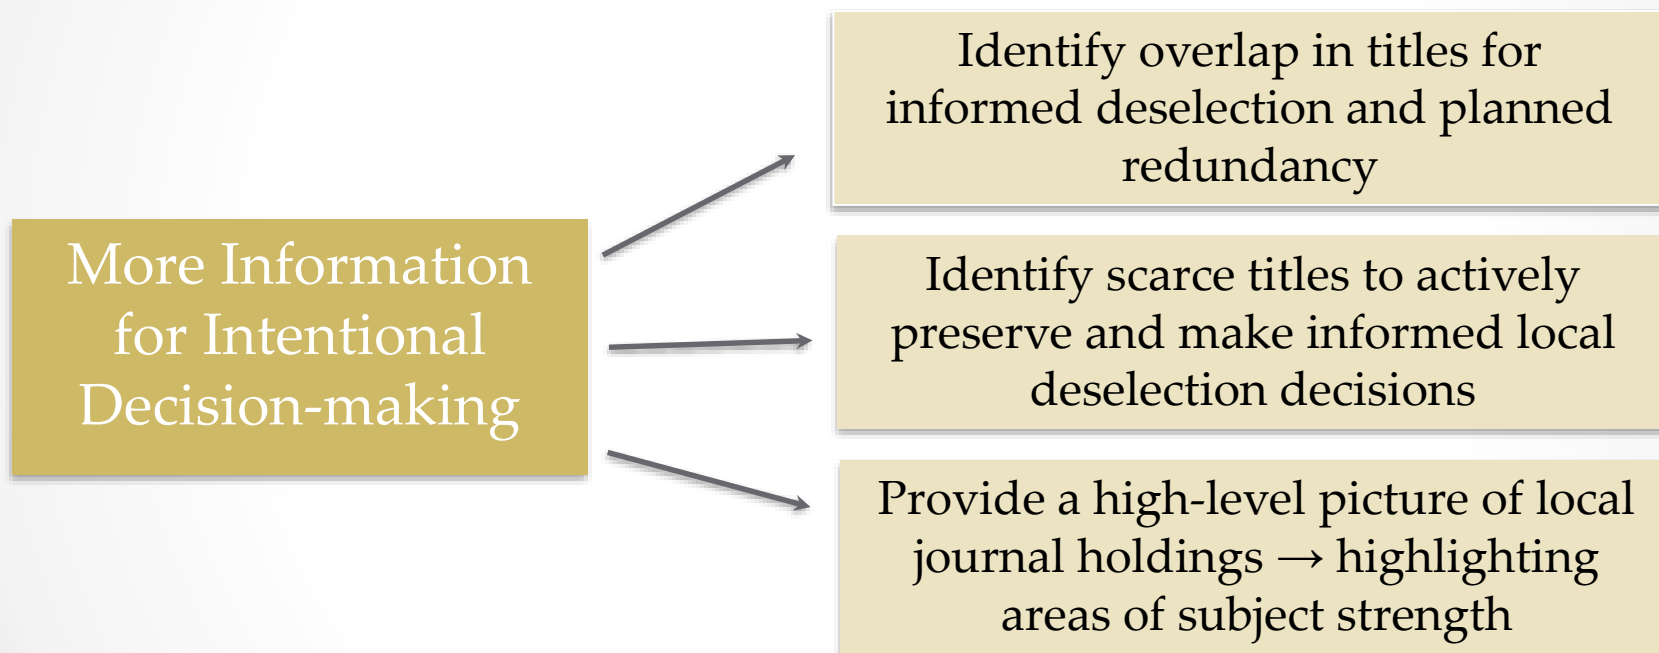 More Information
for Intentional
Decision-making
Identify overlap in titles for
informed deselection and planned
redundancy
Identify scarce titles to actively
preserve and make informed local
deselection decisions
Provide a high-level picture of local
journal holdings → highlighting
areas of subject strength